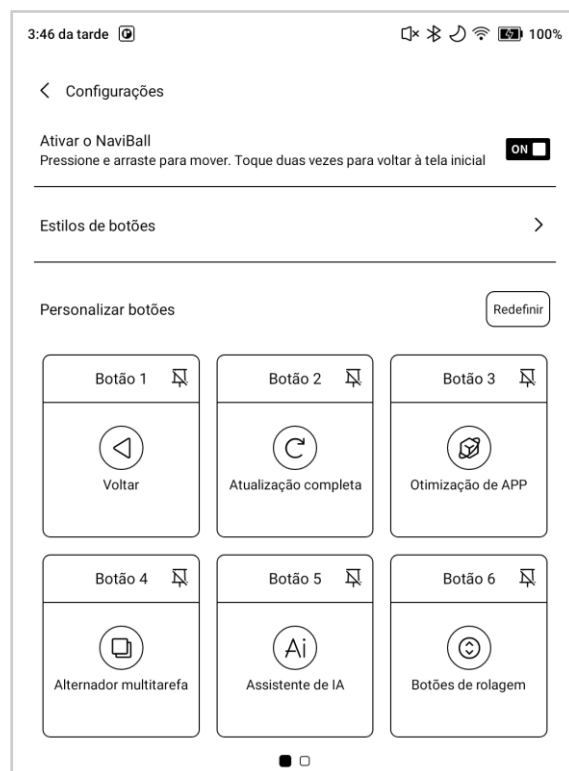 3:46 da tarde 100%
Configurações
Ativar o NaviBall
Pressione e arraste para mover. Toque duas vezes para voltar à tela inicial
ON
Estilos de botões
Personalizar botões
Redefinir
Botão 1 Botão 2 Botão 3
Voltar Atualização completa Otimização de APP
Botão 4 Botão 5 Botão 6
Ai
Alternador multitarefa Assistente de IA Botões de rolagem